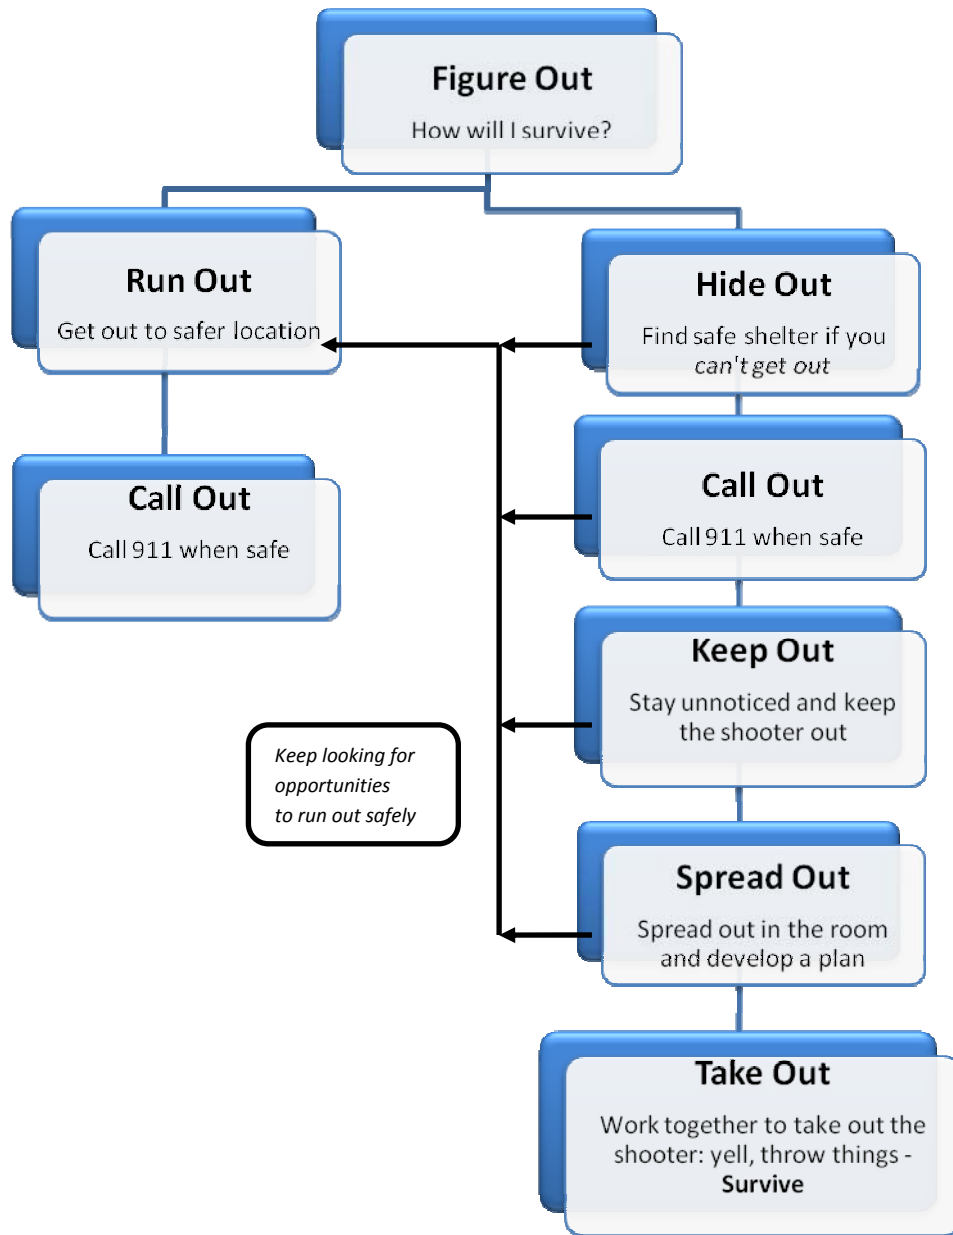 Figure Out
How will I survive?
Run Out
Get out to safer location
Call Out
Call 911 when safe
Hide Out
Find safe shelter if you
can't get out
Call Out
Call 911 when safe
Keep Out
Stay unnoticed and keep
the shooter out
Keep looking for
opportunities
to run out safely
Spread Out
Spread out in the room
and develop a plan
Take Out
Work together to take out the
shooter: yell, throw things -
Survive